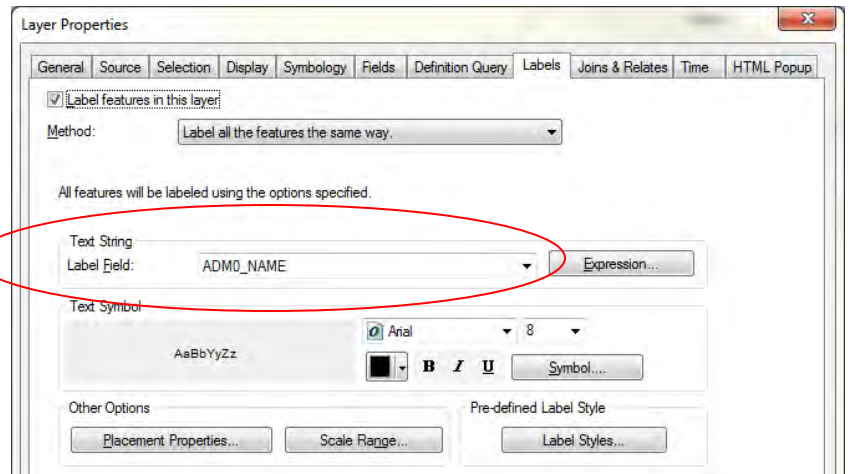 Layer Properties
General Source Selection Display Symbology Fields Definition Query Labels Joins & Relates Time HTML Popup
Label features in this layer
Method: Label all the features the same way.
All features will be labeled using the options specified.
Text String
Label Field: ADM0_NAME Expression...
Text Symbol
AaBbYyZz
O Arial 8
B I U Symbol...
Other Options Pre-defined Label Style
Placement Properties... Scale Range... Label Styles...